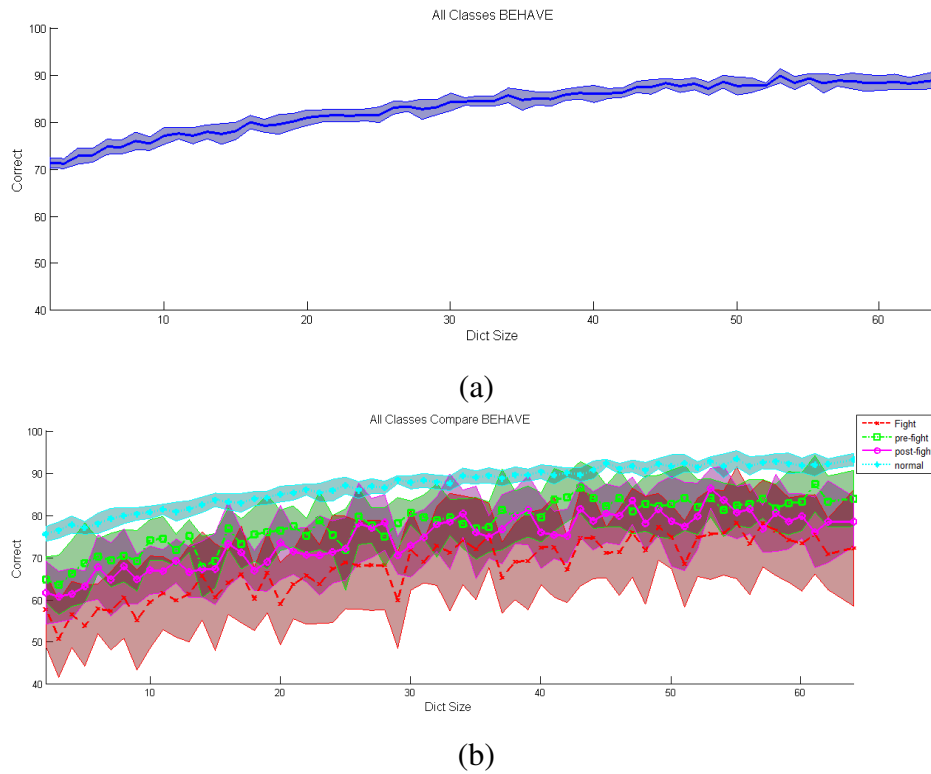 All Classes BEHAVE
100
90
80
70
60
50
40
Correct
10 20 30 40 50 60
Dict Size
(a)
All Classes Compare BEHAVE
Fight
pre-fight
post-figh
normal
100
90
80
70
60
50
40
Correct
10 20 30 40 50 60
Dict Size
(b)